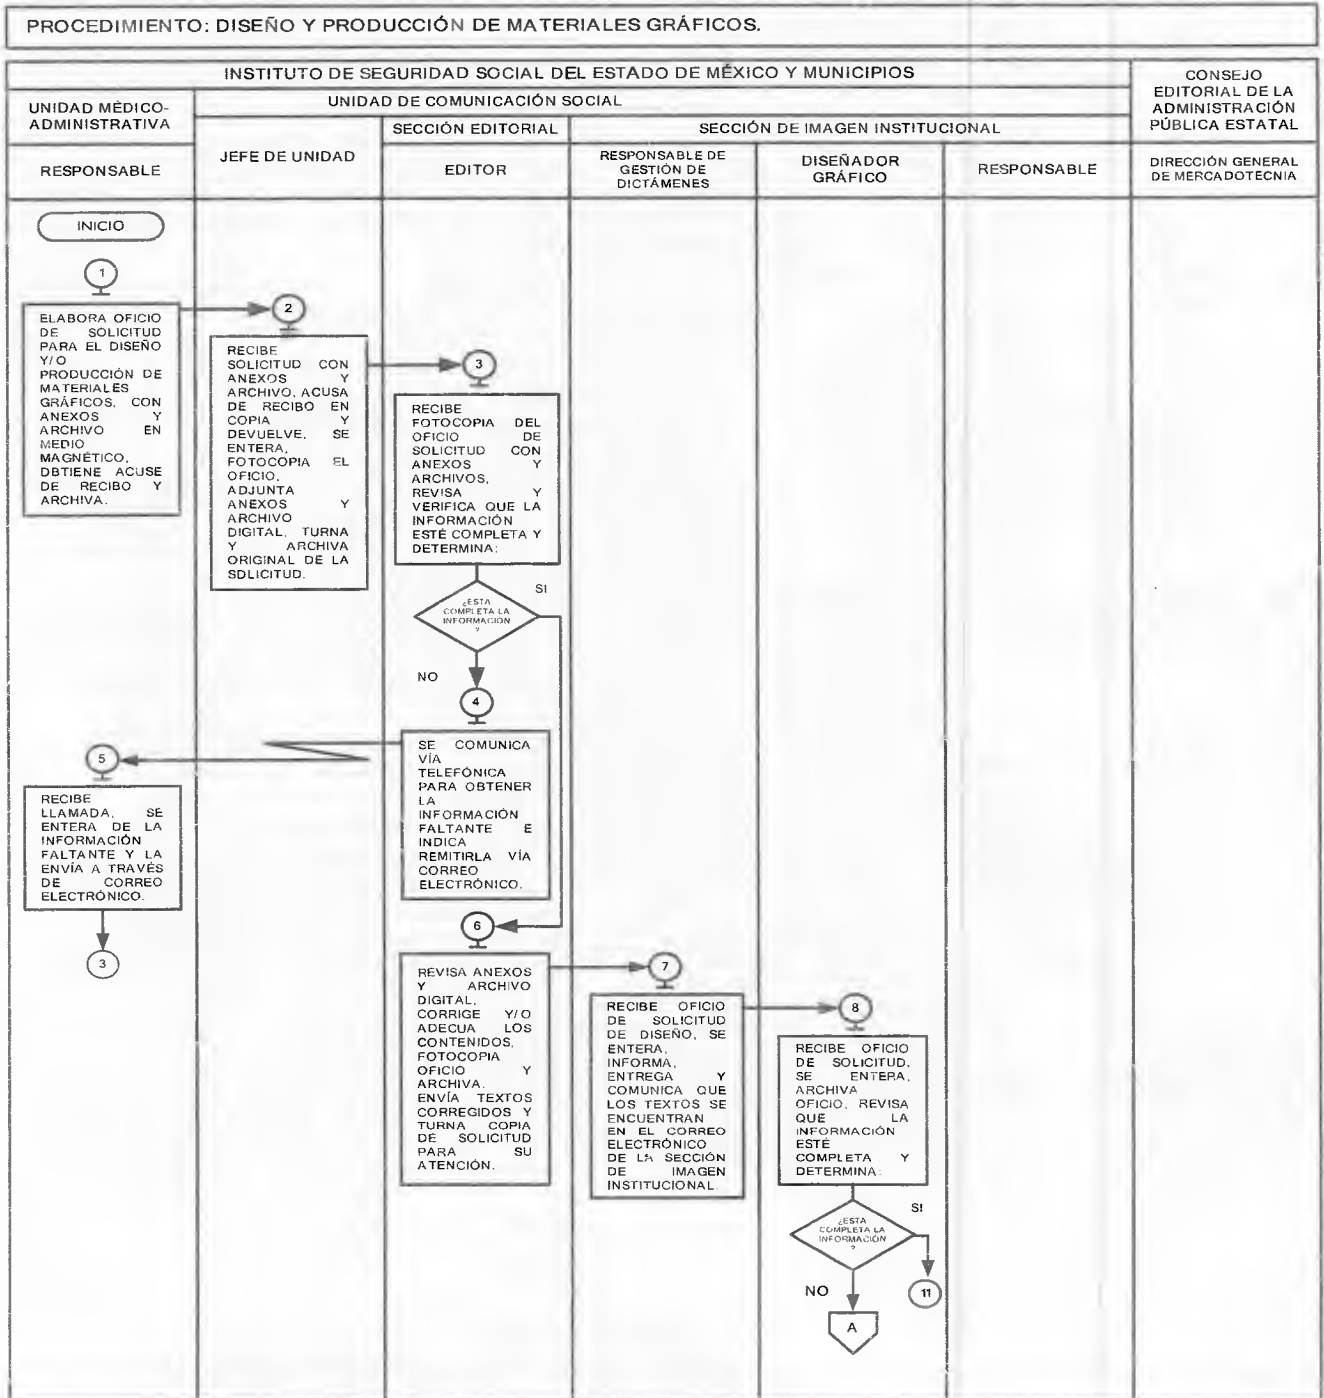 PROCEDIMIENTO: DISEÑO Y PRODUCCIÓN DE MATERIALES GRÁFICOS.
INSTITUTO DE SEGURIDAD SOCIAL DEL ESTADO DE MÉXICO Y MUNICIPIOS
CONSEJO
EDITORIAL DE LA
ADMINISTRACIÓN
PÚBLICA ESTATAL
UNIDAD MÉDICO-
ADMINISTRATIVA
UNIDAD DE COMUNICACIÓN SOCIAL
SECCIÓN EDITORIAL
SECCIÓN DE IMAGEN INSTITUCIONAL
RESPONSABLE
JEFE DE UNIDAD
EDITOR
RESPONSABLE DE
GESTIÓN DE
DICTÁMENES
DISEÑADOR
GRÁFICO
RESPONSABLE
DIRECCIÓN GENERAL
DE MERCADOTECNIA
INICIO
1
ELABORA OFICIO
DE SOLICITUD
PARA EL DISEÑO
Y/O
PRODUCCIÓN DE
MATERIALES
GRÁFICOS, CON
ANEXOS Y
ARCHIVO EN
MEDIO
MAGNÉTICO,
DBTIENE ACUSE
DE RECIBO Y
ARCHIVA.
2
RECIBE
SOLICITUD CON
ANEXOS Y
ARCHIVO, ACUSA
DE RECIBO EN
COPIA Y
DEVUELVE, SE
ENTERA,
FOTOCOPIA EL
OFICIO,
ADJUNTA
ANEXOS Y
ARCHIVO
DIGITAL, TURNA
Y ARCHIVA
ORIGINAL DE LA
SDLICITUD.
3
RECIBE
FOTOCOPIA DEL
OFICIO DE
SOLICITUD CON
ANEXOS Y
ARCHIVOS,
REVISA Y
VERIFICA QUE LA
INFORMACIÓN
ESTÉ COMPLETA Y
DETERMINA:
¿ESTA
COMPLETA LA
INFORMACION
?
SI
NO
4
SE COMUNICA
VÍA
TELEFÓNICA
PARA OBTENER
LA
INFORMACIÓN
FALTANTE E
INDICA
REMITIRLA VÍA
CORREO
ELECTRÓNICO.
5
RECIBE
LLAMADA, SE
ENTERA DE LA
INFORMACIÓN
FALTANTE Y LA
ENVÍA A TRAVÉS
DE CORREO
ELECTRÓNICO.
3
6
REVISA ANEXOS
Y ARCHIVO
DIGITAL,
CORRIGE Y/O
ADECUA LOS
CONTENIDOS,
FOTOCOPIA
OFICIO Y
ARCHIVA.
ENVÍA TEXTOS
CORREGIDOS Y
TURNA COPIA
DE SOLICITUD
PARA SU
ATENCIÓN.
7
RECIBE OFICIO
DE SOLICITUD
DE DISEÑO, SE
ENTERA,
INFORMA,
ENTREGA Y
COMUNICA QUE
LOS TEXTOS SE
ENCUENTRAN
EN EL CORREO
ELECTRÓNICO
DE LA SECCIÓN
DE IMAGEN
INSTITUCIONAL.
8
RECIBE OFICIO
DE SOLICITUD,
SE ENTERA,
ARCHIVA
OFICIO, REVISA
QUE LA
INFORMACIÓN
ESTÉ
COMPLETA Y
DETERMINA:
¿ESTA
COMPLETA LA
INFORMACIÓN
?
SI
11
NO
A